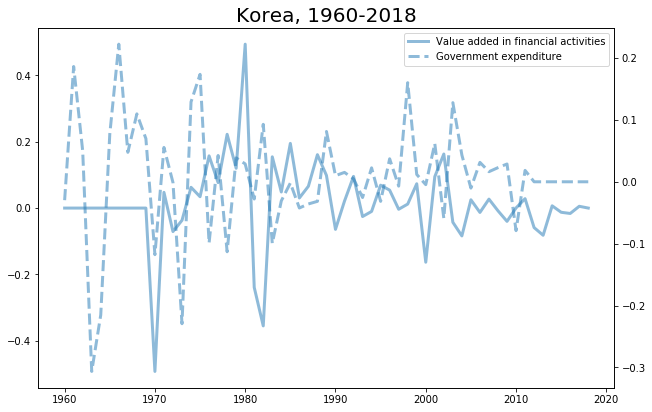 Korea, 1960-2018
Value added in financial activities
Government expenditure
0.4
0.2
0.0
−0.2
−0.4
0.2
0.1
0.0
−0.1
−0.2
−0.3
1960 1970 1980 1990 2000 2010 2020